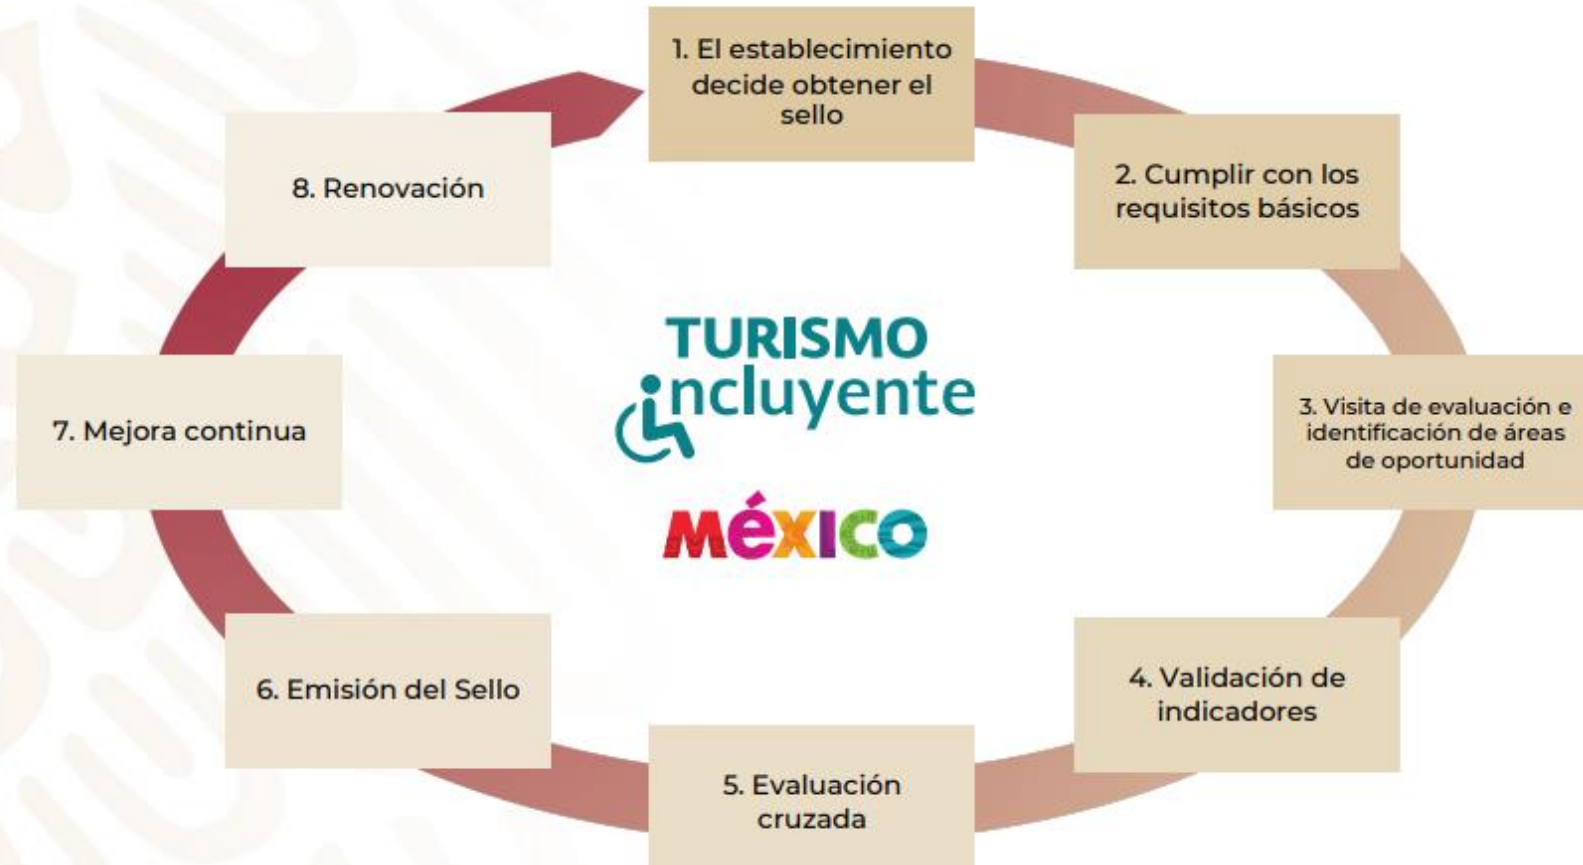 1. El establecimiento
decide obtener el
sello
2. Cumplir con los
requisitos básicos
3. Visita de evaluación e
identificación de áreas
de oportunidad
4. Validación de
indicadores
5. Evaluación
cruzada
6. Emisión del Sello
7. Mejora continua
8. Renovación
TURISMO
incluyente
MéXICO